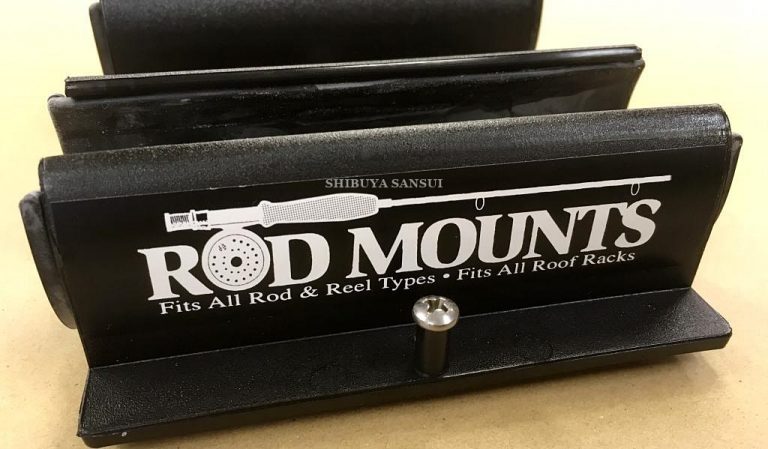 SHIBUYA SANSUI
ROD MOUNTS
Fits All Rod & Reel Types • Fits All Roof Racks